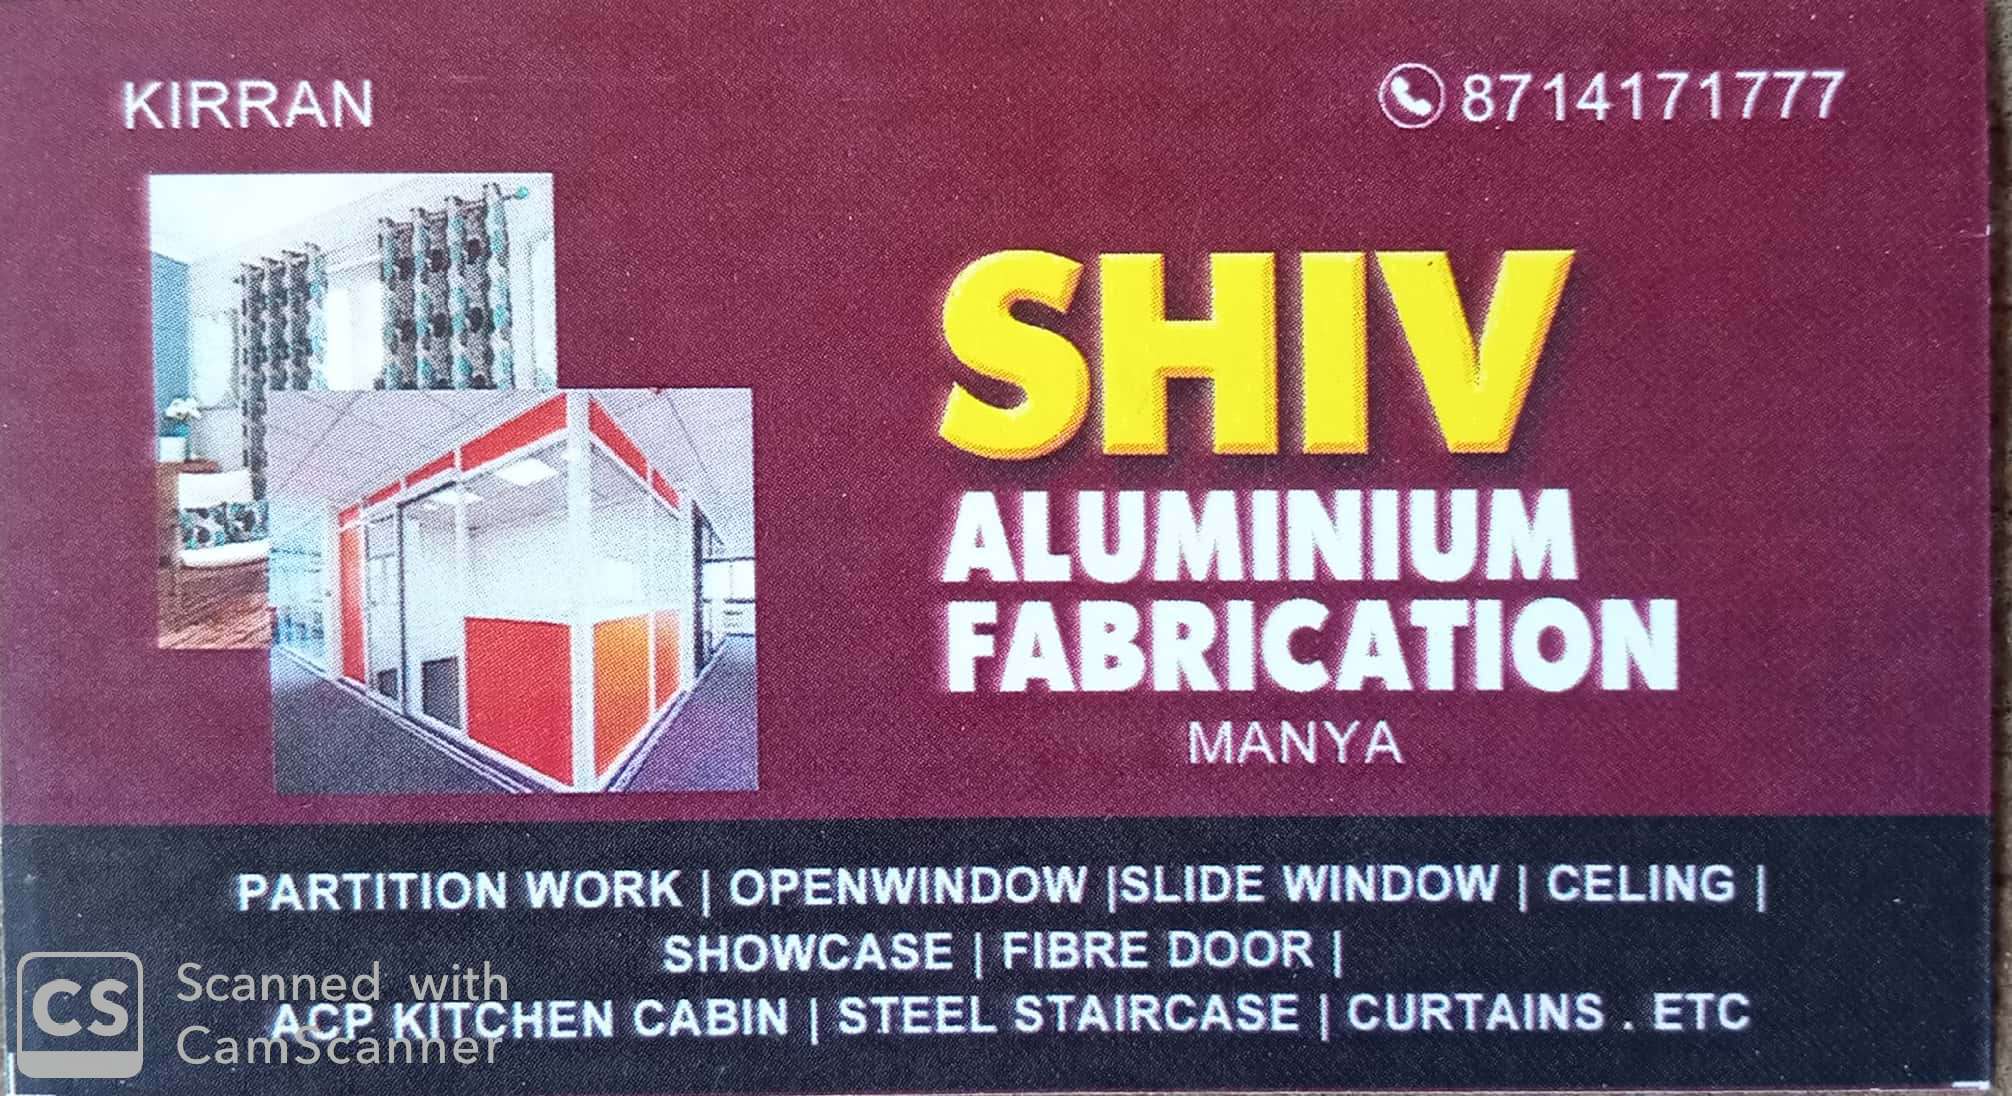 KIRRAN
8714171777
SHIV
ALUMINIUM
FABRICATION
MANYA
PARTITION WORK | OPENWINDOW |SLIDE WINDOW | CELING |
SHOWCASE | FIBRE DOOR |
ACP KITCHEN CABIN | STEEL STAIRCASE | CURTAINS . ETC
CS
Scanned with
CamScanner